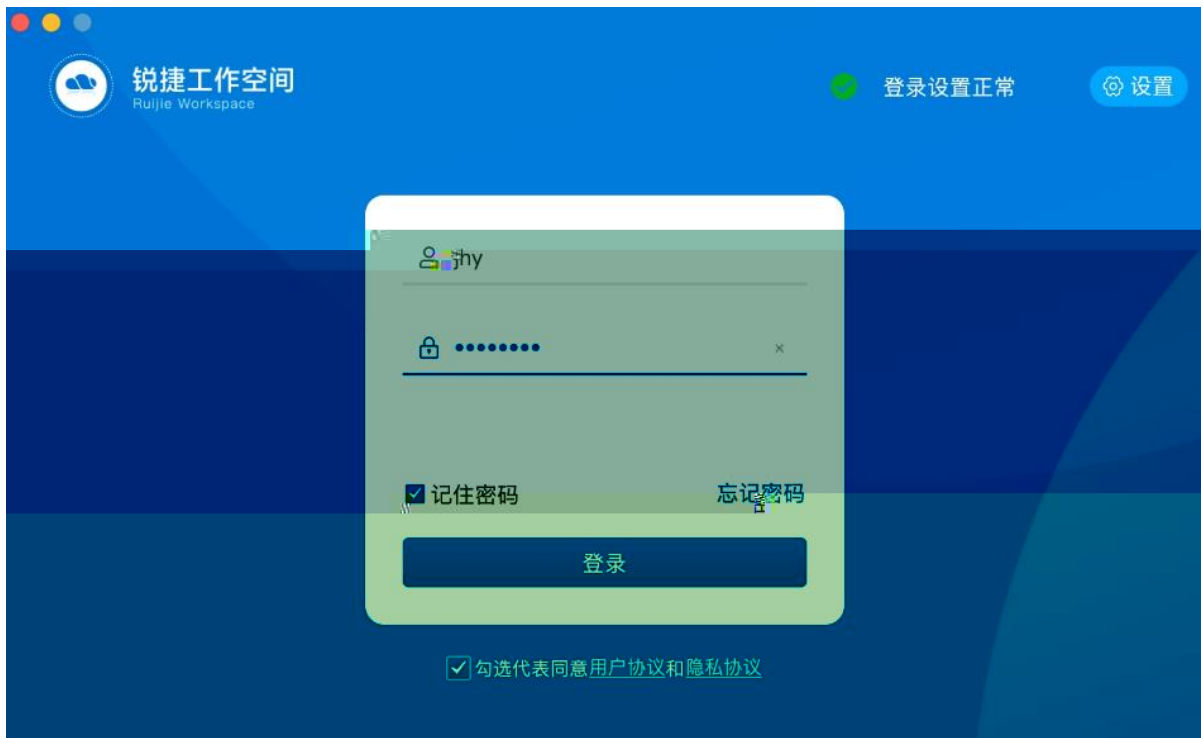 锐捷工作空间
Ruijie Workspace
登录设置正常
设置
hy
••••••••
记住密码
忘记密码
登录
勾选代表同意用户协议和隐私协议